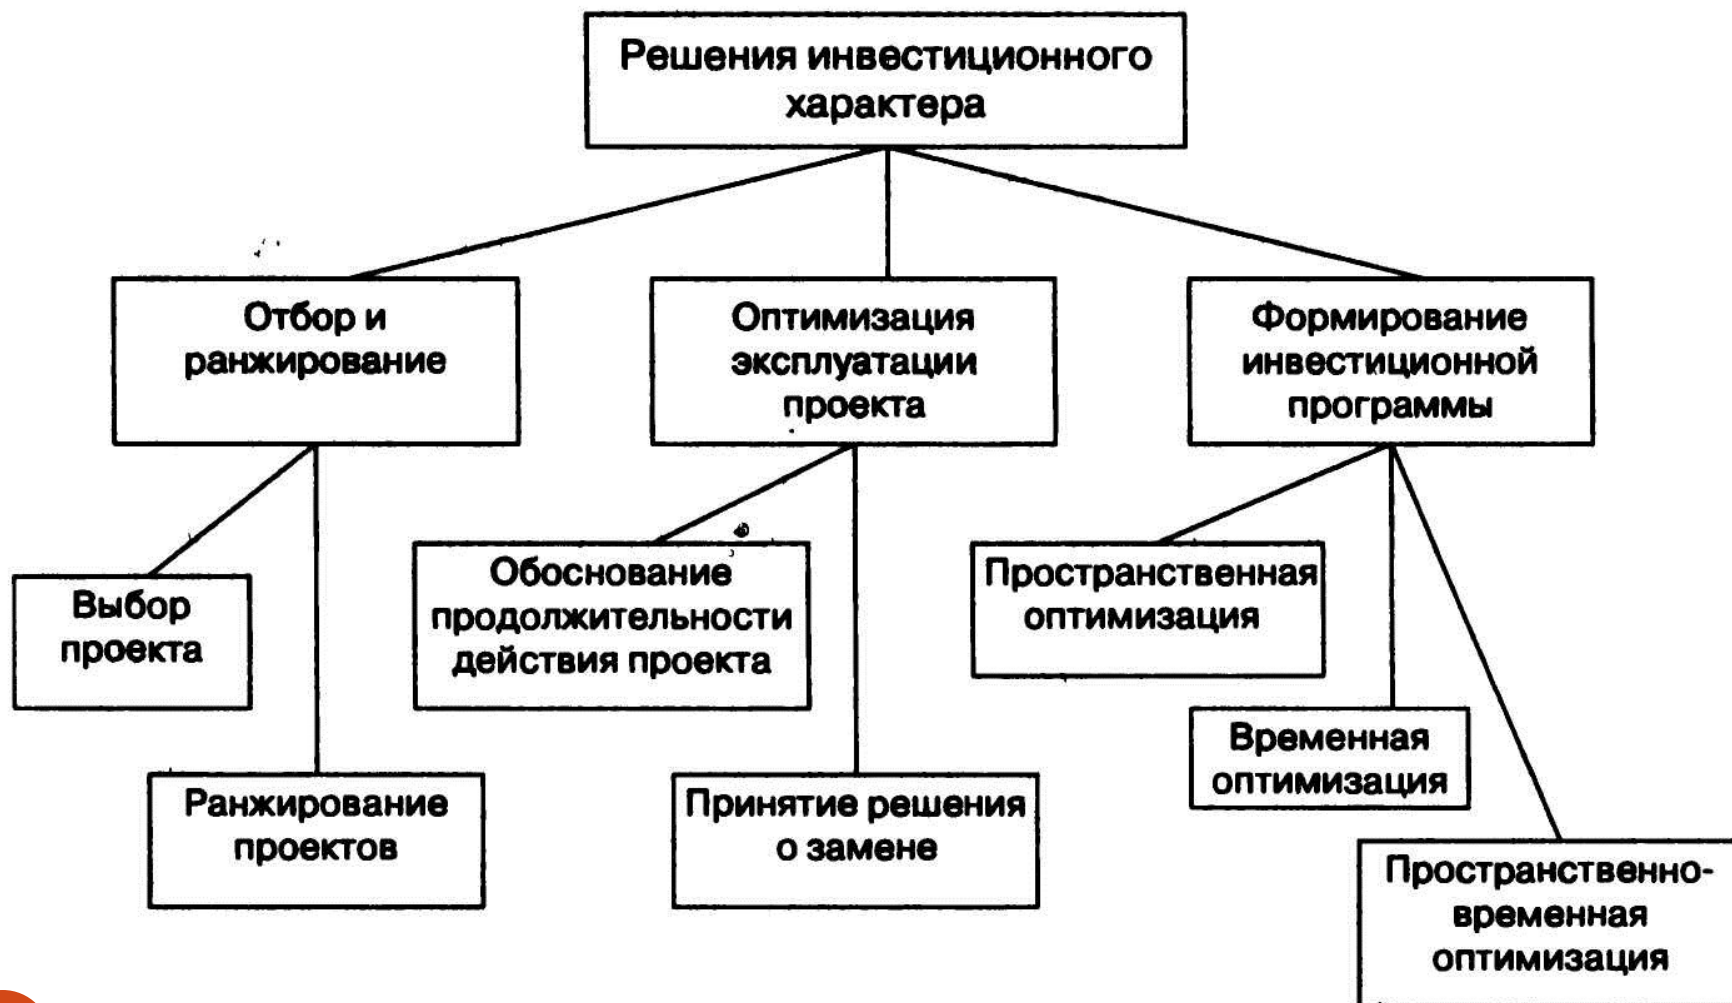 Решения инвестиционного
характера
Отбор и
ранжирование
Оптимизация
эксплуатации
проекта
Формирование
инвестиционной
программы
Выбор
проекта
Обоснование
продолжительности
действия проекта
Пространственная
оптимизация
Временная
оптимизация
Ранжирование
проектов
Принятие решения
о замене
Пространственно-
временная
оптимизация